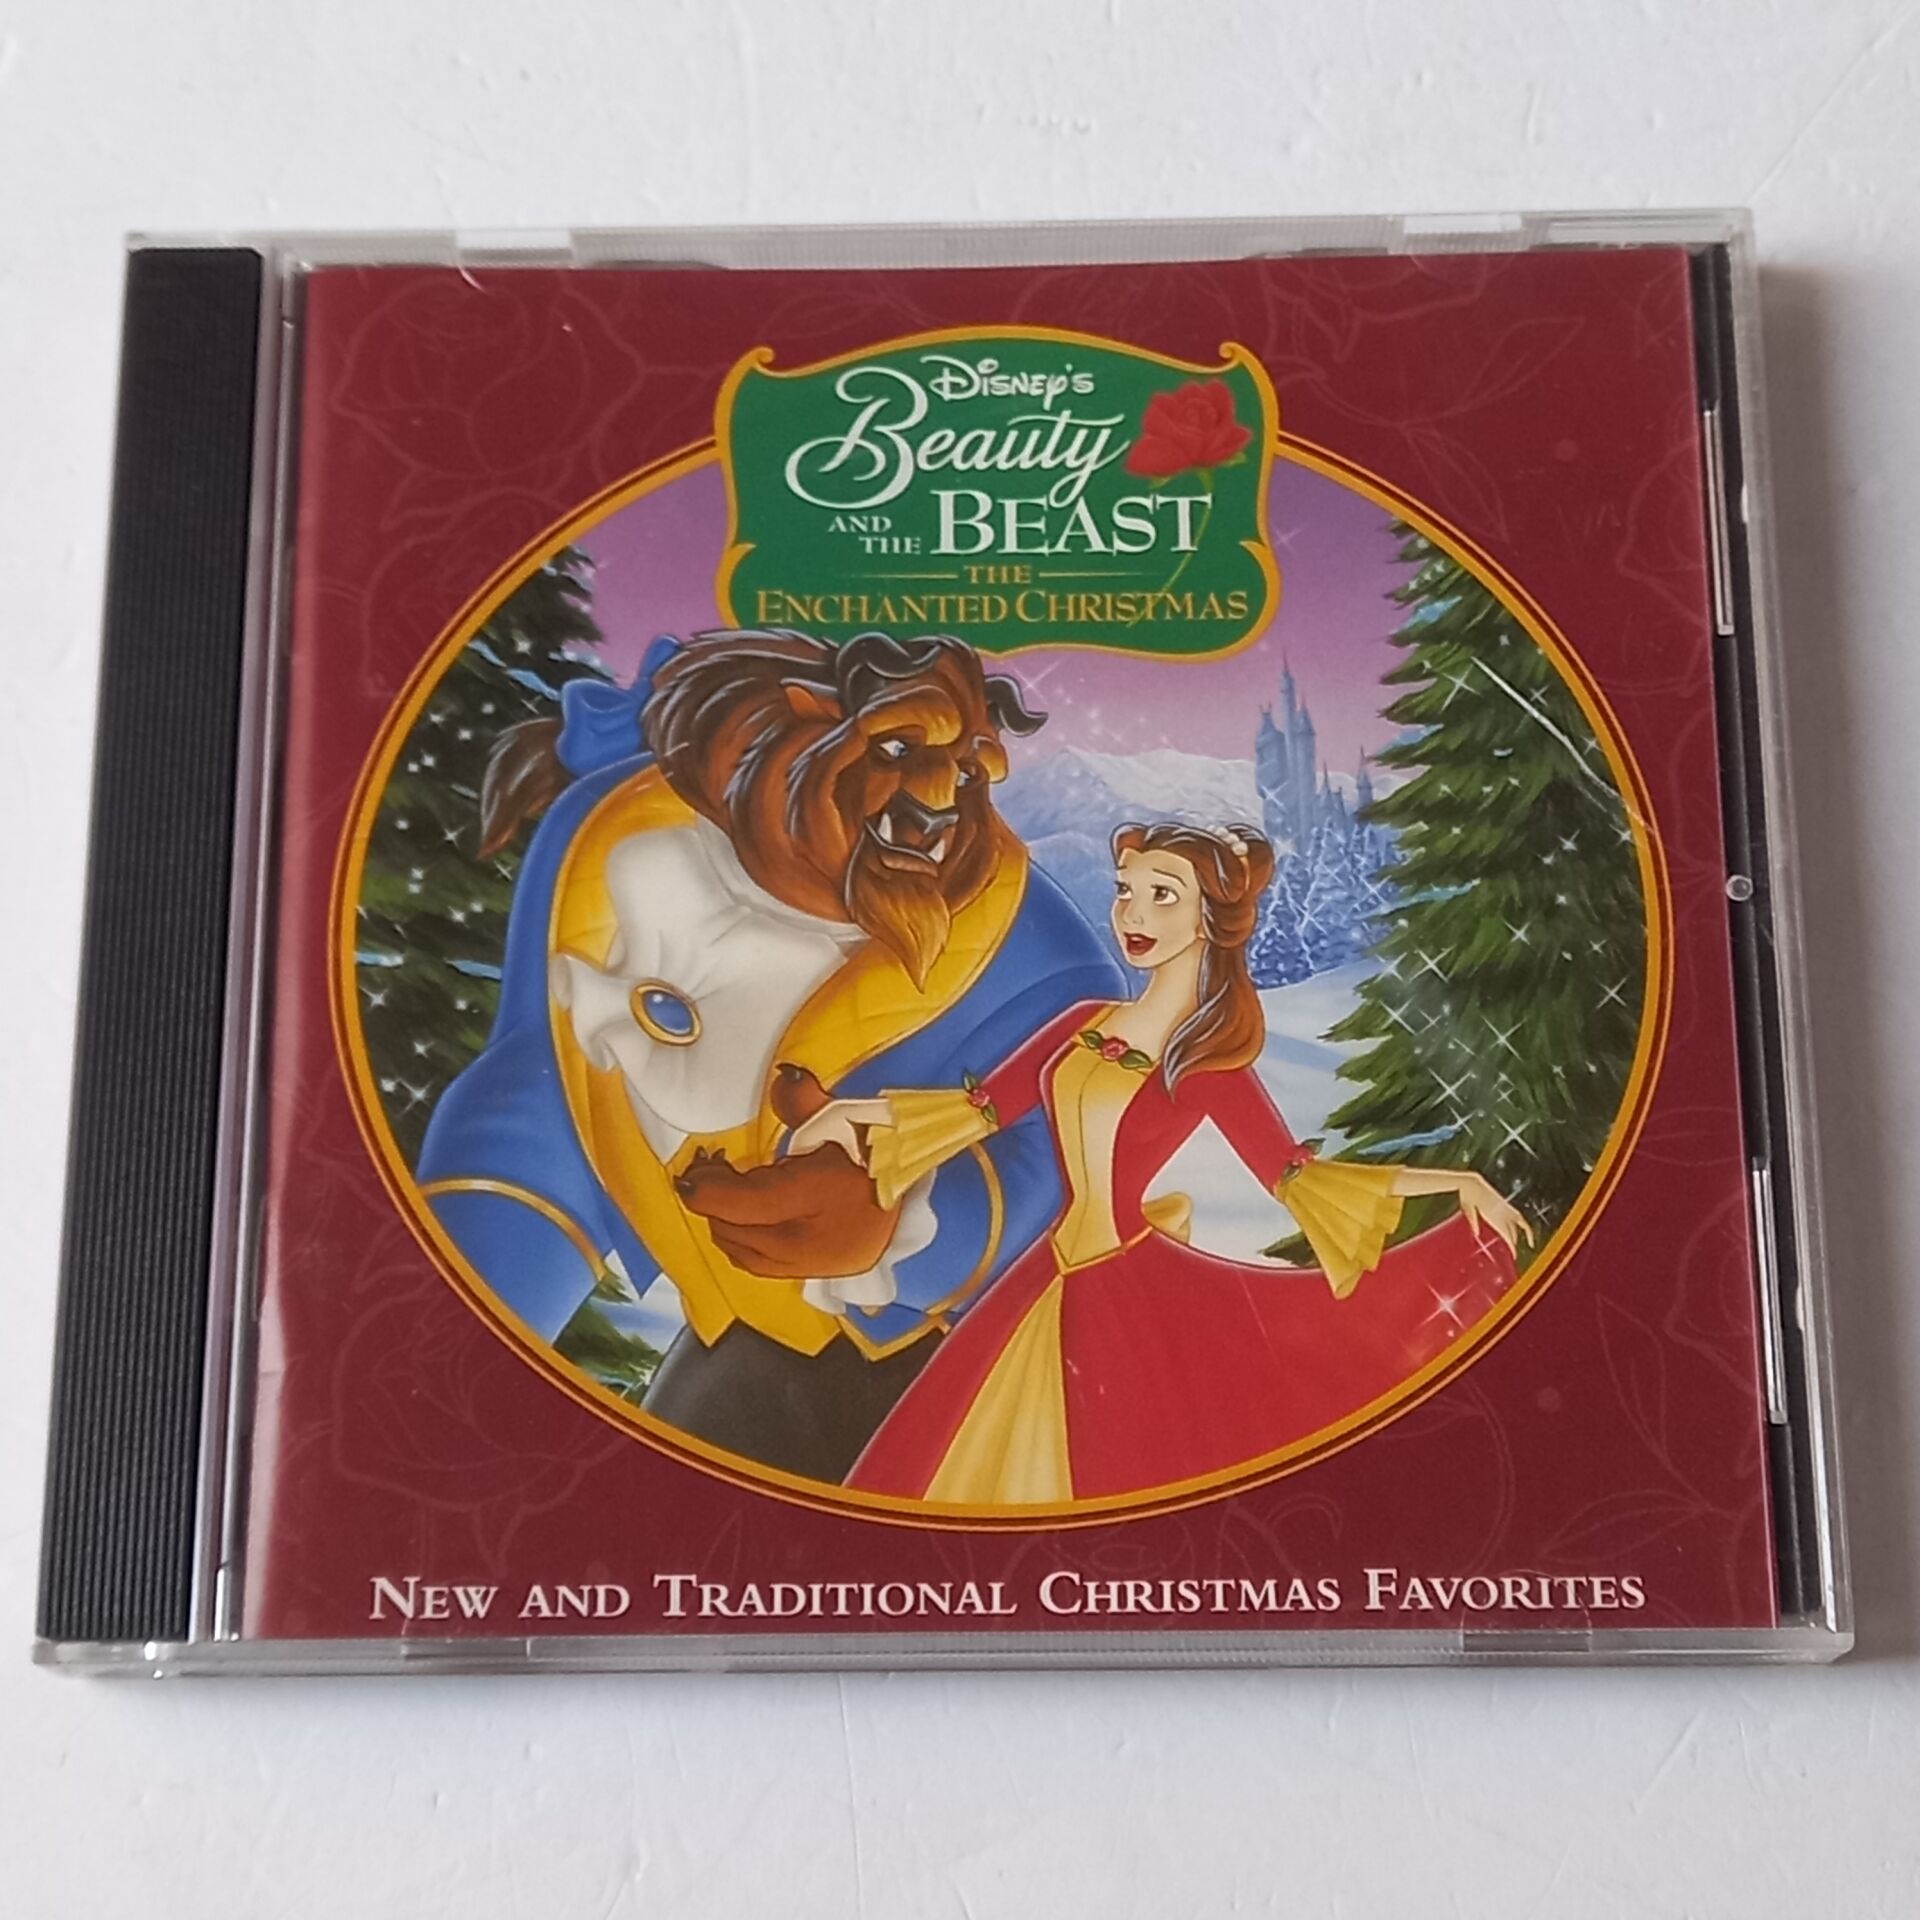 Disney's
Beauty
AND
THE BEAST
THE
ENCHANTED CHRISTMAS
NEW AND TRADITIONAL CHRISTMAS FAVORITES